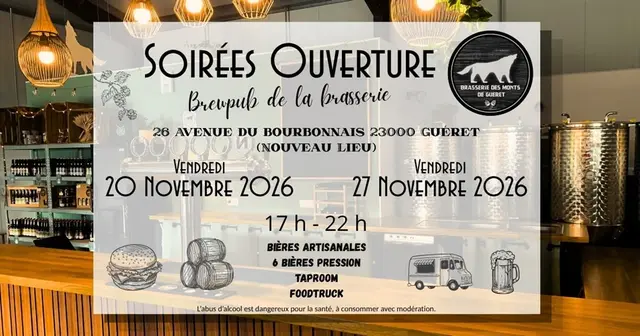 Soirées Ouverture
Brewpub de la brasserie
BRASSERIE DES MONTS
DE GUÉRET
26 AVENUE DU BOURBONNAIS 23000 GUÉRET
(NOUVEAU LIEU)
Vendredi
20 Novembre 2026
Vendredi
27 Novembre 2026
17 h - 22 h
BIÈRES ARTISANALES
6 BIÈRES PRESSION
TAPROOM
FOODTRUCK
L'abus d'alcool est dangereux pour la santé, à consommer avec modération.